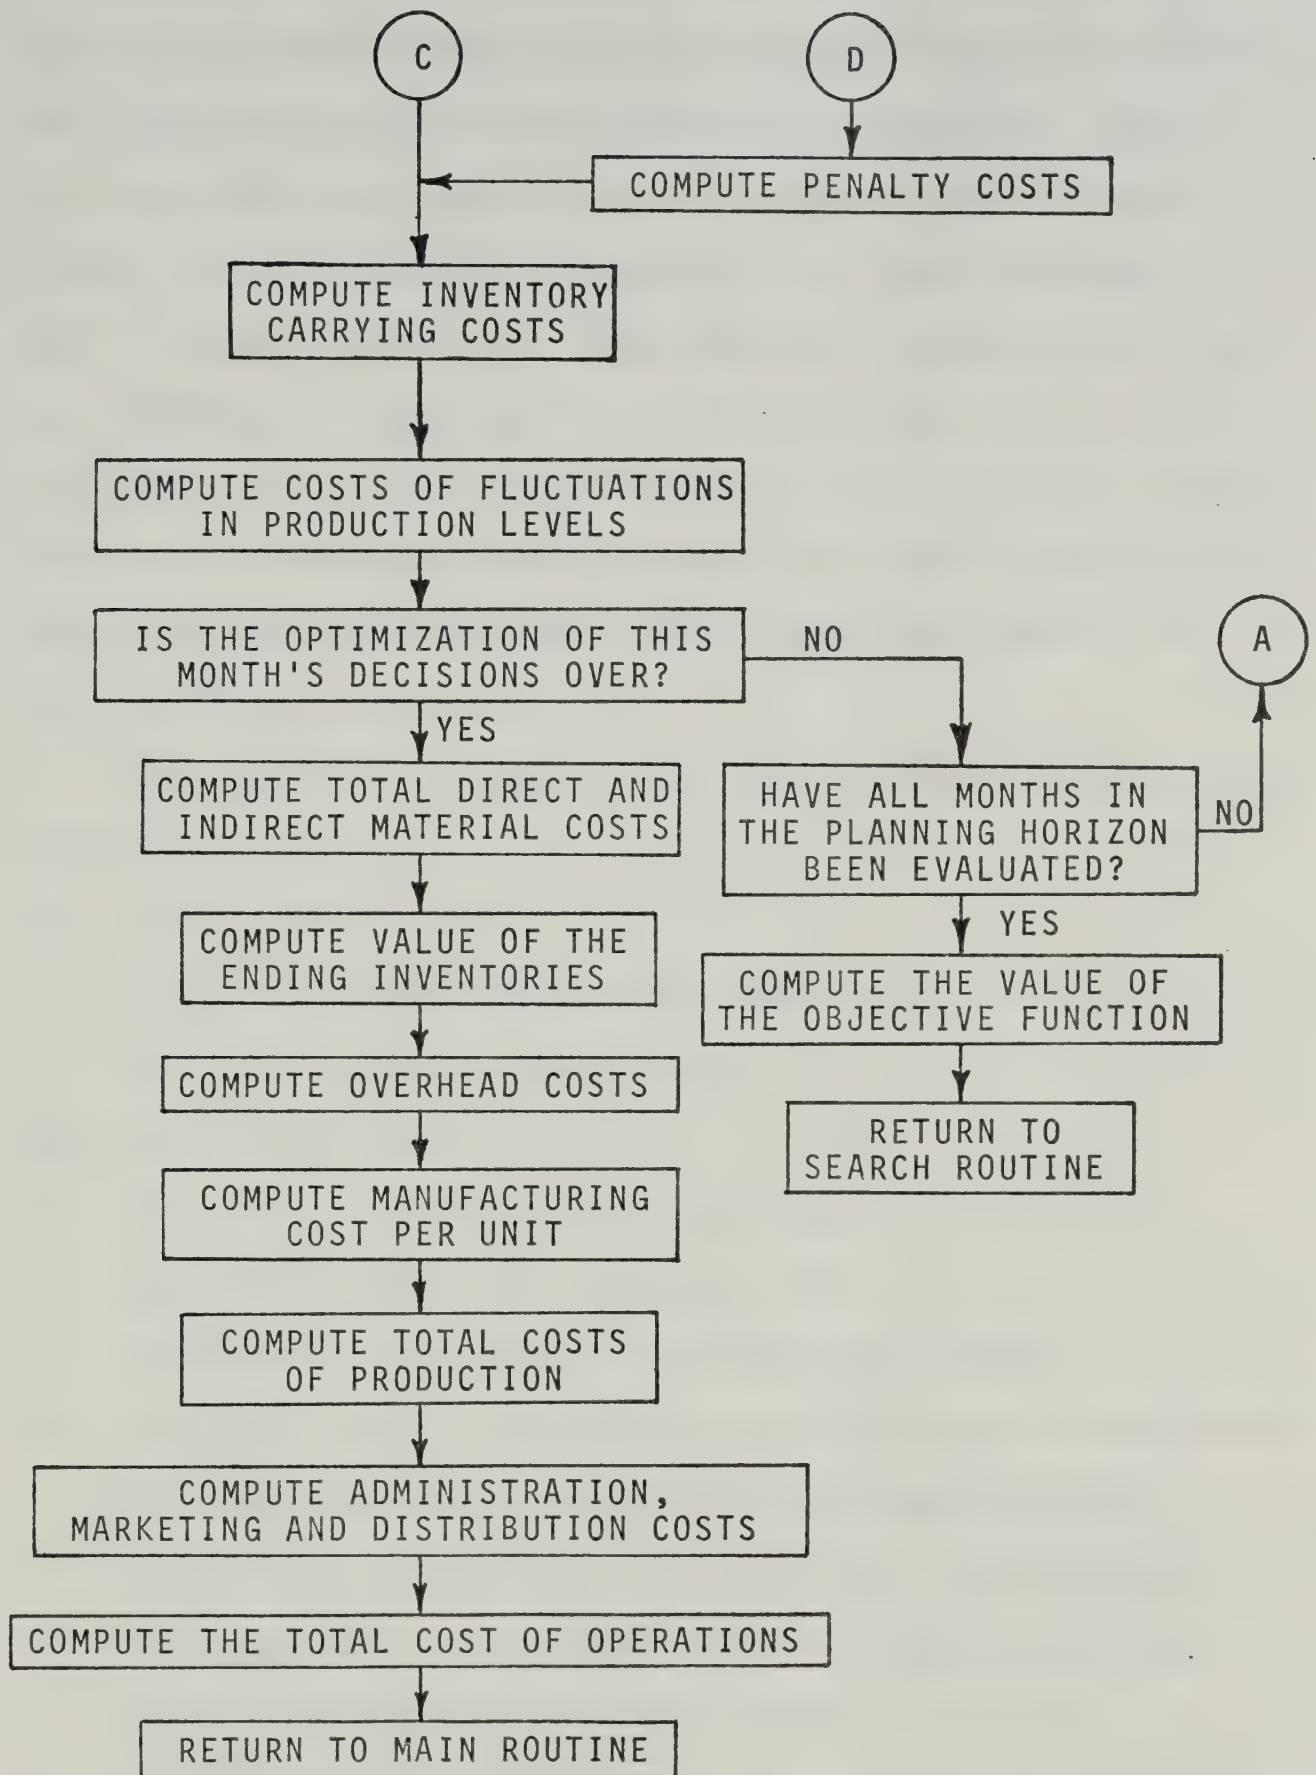 C
D
COMPUTE PENALTY COSTS
COMPUTE INVENTORY
CARRYING COSTS
COMPUTE COSTS OF FLUCTUATIONS
IN PRODUCTION LEVELS
IS THE OPTIMIZATION OF THIS
MONTH'S DECISIONS OVER?
NO
A
YES
COMPUTE TOTAL DIRECT AND
INDIRECT MATERIAL COSTS
HAVE ALL MONTHS IN
THE PLANNING HORIZON
BEEN EVALUATED?
NO
YES
COMPUTE VALUE OF THE
ENDING INVENTORIES
COMPUTE THE VALUE OF
THE OBJECTIVE FUNCTION
COMPUTE OVERHEAD COSTS
RETURN TO
SEARCH ROUTINE
COMPUTE MANUFACTURING
COST PER UNIT
COMPUTE TOTAL COSTS
OF PRODUCTION
COMPUTE ADMINISTRATION,
MARKETING AND DISTRIBUTION COSTS
COMPUTE THE TOTAL COST OF OPERATIONS
RETURN TO MAIN ROUTINE